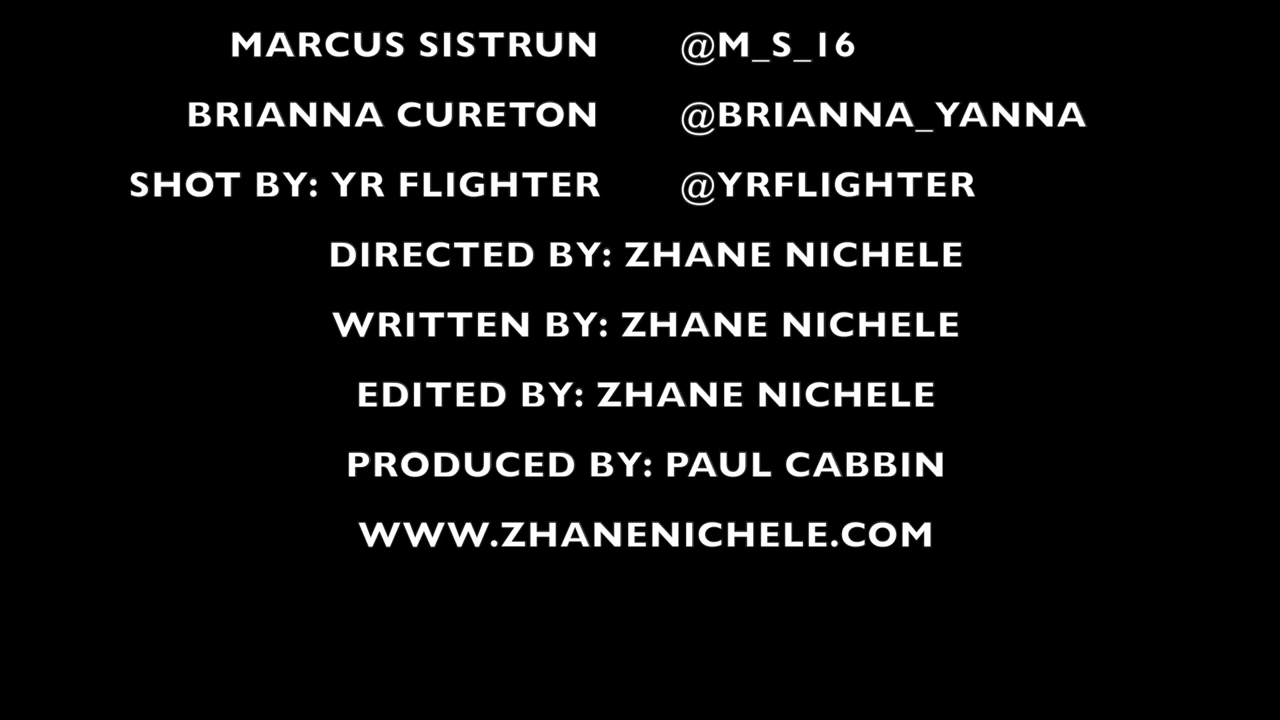 MARCUS SISTRUN @M_S_16
BRIANNA CURETON @BRIANNA_YANNA
SHOT BY: YR FLIGHTER @YRFLIGHTER
DIRECTED BY: ZHANE NICHELE
WRITTEN BY: ZHANE NICHELE
EDITED BY: ZHANE NICHELE
PRODUCED BY: PAUL CABBIN
WWW.ZHANENICHELE.COM